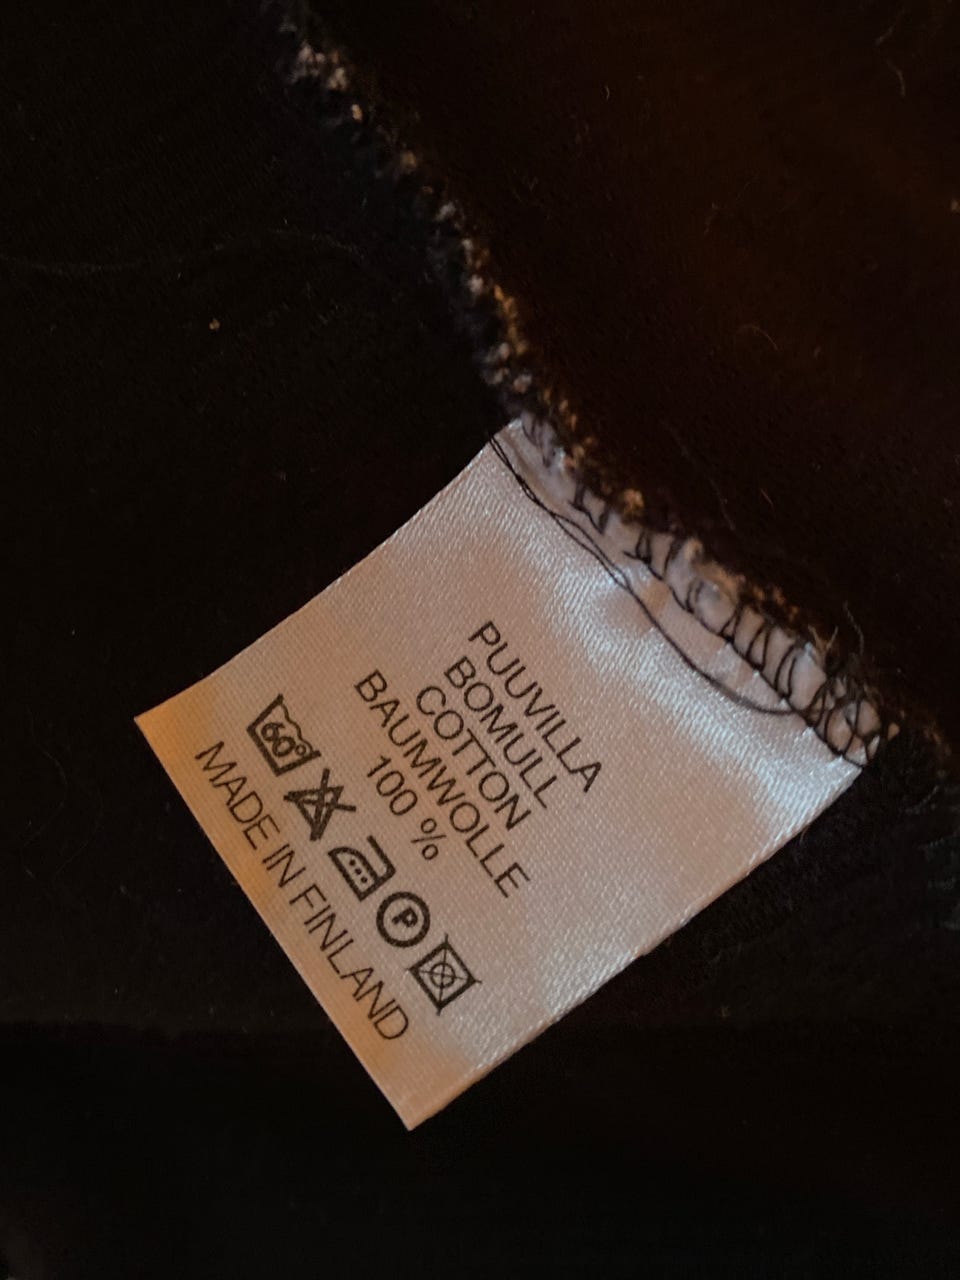 PUUVILLA
BOMULL
COTTON
BAUMWOLLE
100 %
60° P
MADE IN FINLAND